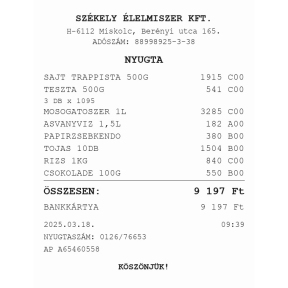 SZÉKELY ÉLELMISZER KFT.
H-6112 Miskolc, Berényi utca 165.
ADÓSZÁM: 88998925-3-38
NYUGTA
SAJT TRAPPISTA 500G 1915 C00
TESZTA 500G 541 C00
3 DB x 1095
MOSOGATOSZER 1L 3285 C00
ASVANYVIZ 1,5L 182 A00
PAPIRZSEBKENDO 380 B00
TOJAS 10DB 1504 B00
RIZS 1KG 840 C00
CSOKOLADE 100G 550 B00
ÖSSZESEN: 9 197 Ft
BANKKÁRTYA 9 197 Ft
2025.03.18. 09:39
NYUGTASZÁM: 0126/76653
AP A65460558
KÖSZÖNJÜK!